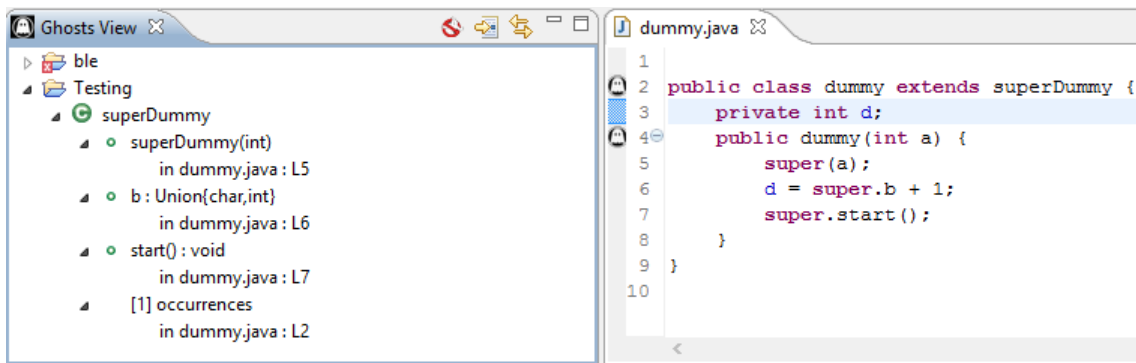 Ghosts View
ble
Testing
superDummy
superDummy(int)
in dummy.java : L5
b : Union{char,int}
in dummy.java : L6
start() : void
in dummy.java : L7
[1] occurrences
in dummy.java : L2
dummy.java
1
2 public class dummy extends superDummy {
3 private int d;
4 public dummy(int a) {
5 super(a);
6 d = super.b + 1;
7 super.start();
8 }
9 }
10